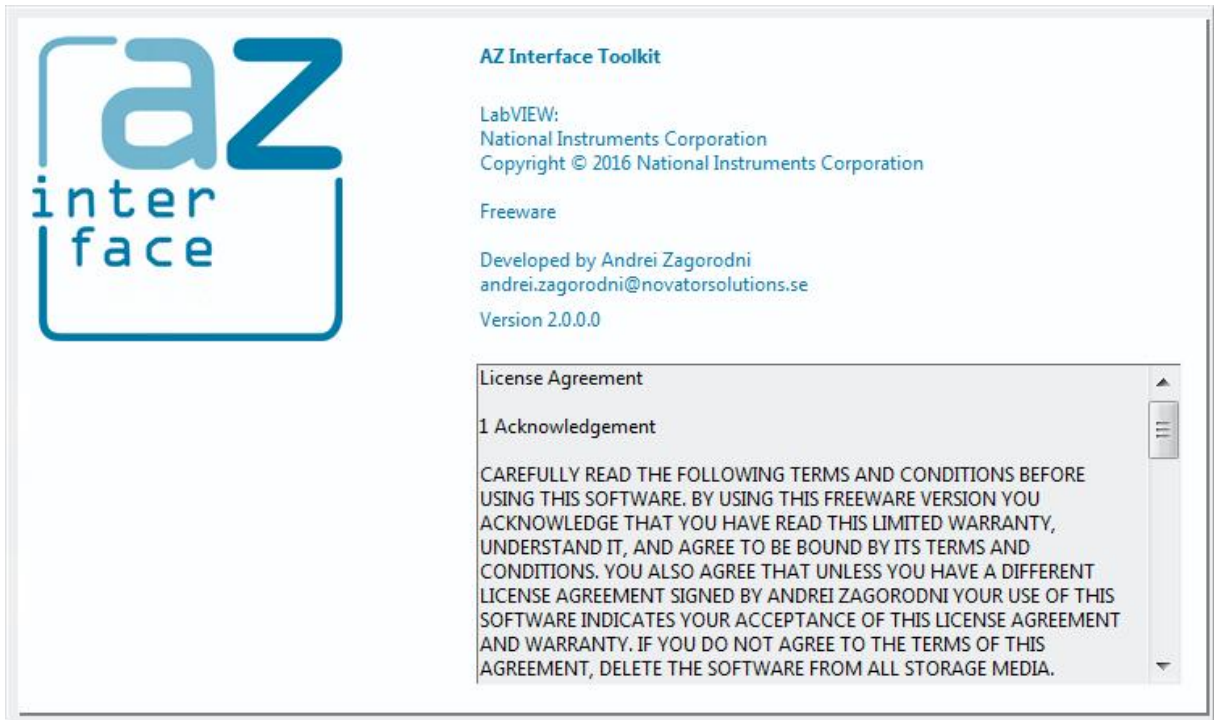 az
inter
face
AZ Interface Toolkit
LabVIEW:
National Instruments Corporation
Copyright © 2016 National Instruments Corporation
Freeware
Developed by Andrei Zagorodni
andrei.zagorodni@novatorsolutions.se
Version 2.0.0.0
License Agreement
1 Acknowledgement
CAREFULLY READ THE FOLLOWING TERMS AND CONDITIONS BEFORE
USING THIS SOFTWARE. BY USING THIS FREEWARE VERSION YOU
ACKNOWLEDGE THAT YOU HAVE READ THIS LIMITED WARRANTY,
UNDERSTAND IT, AND AGREE TO BE BOUND BY ITS TERMS AND
CONDITIONS. YOU ALSO AGREE THAT UNLESS YOU HAVE A DIFFERENT
LICENSE AGREEMENT SIGNED BY ANDREI ZAGORODNI YOUR USE OF THIS
SOFTWARE INDICATES YOUR ACCEPTANCE OF THIS LICENSE AGREEMENT
AND WARRANTY. IF YOU DO NOT AGREE TO THE TERMS OF THIS
AGREEMENT, DELETE THE SOFTWARE FROM ALL STORAGE MEDIA.